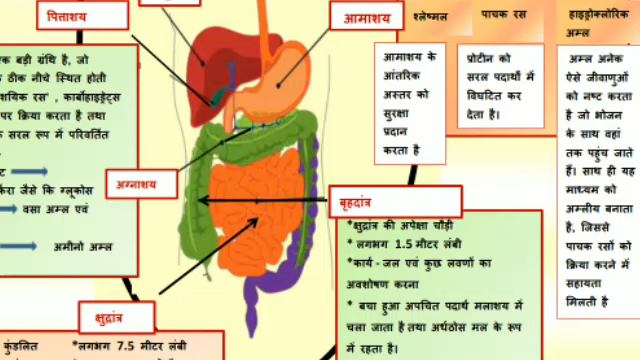 पित्ताशय
आमाशय
श्लेष्मल
पाचक रस
हाइड्रोक्लोरिक
अम्ल
आमाशय के
आंतरिक
अस्तर को
सुरक्षा
प्रदान
करता है
प्रोटीन को
सरल पदार्थों में
विघटित कर
देता है।
अम्ल अनेक
ऐसे जीवाणुओं
को नष्ट करता
है जो भोजन
के साथ वहां
तक पहुंच जाते
हैं। साथ ही यह
माध्यम को
अम्लीय बनाता
है, जिससे
पाचक रसों को
क्रिया करने में
सहायता
मिलती है
एक बड़ी ग्रंथि है, जो
ठीक नीचे स्थित होती
शयिक रस' , कार्बोहाइड्रेट्स
पर क्रिया करता है तथा
सरल रूप में परिवर्तित
र्करा जैसे कि ग्लूकोस
वसा अम्ल एवं
अमीनो अम्ल
अग्नाशय
बृहदांत्र
*क्षुद्रांत्र की अपेक्षा चौड़ी
* लगभग 1.5 मीटर लंबी
*कार्य - जल एवं कुछ लवणों का
अवशोषण करना
* बचा हुआ अपचित पदार्थ मलाशय में
चला जाता है तथा अर्धठोस मल के रूप
में रहता है।
क्षुद्रांत्र
कुंडलित *लगभग 7.5 मीटर लंबी